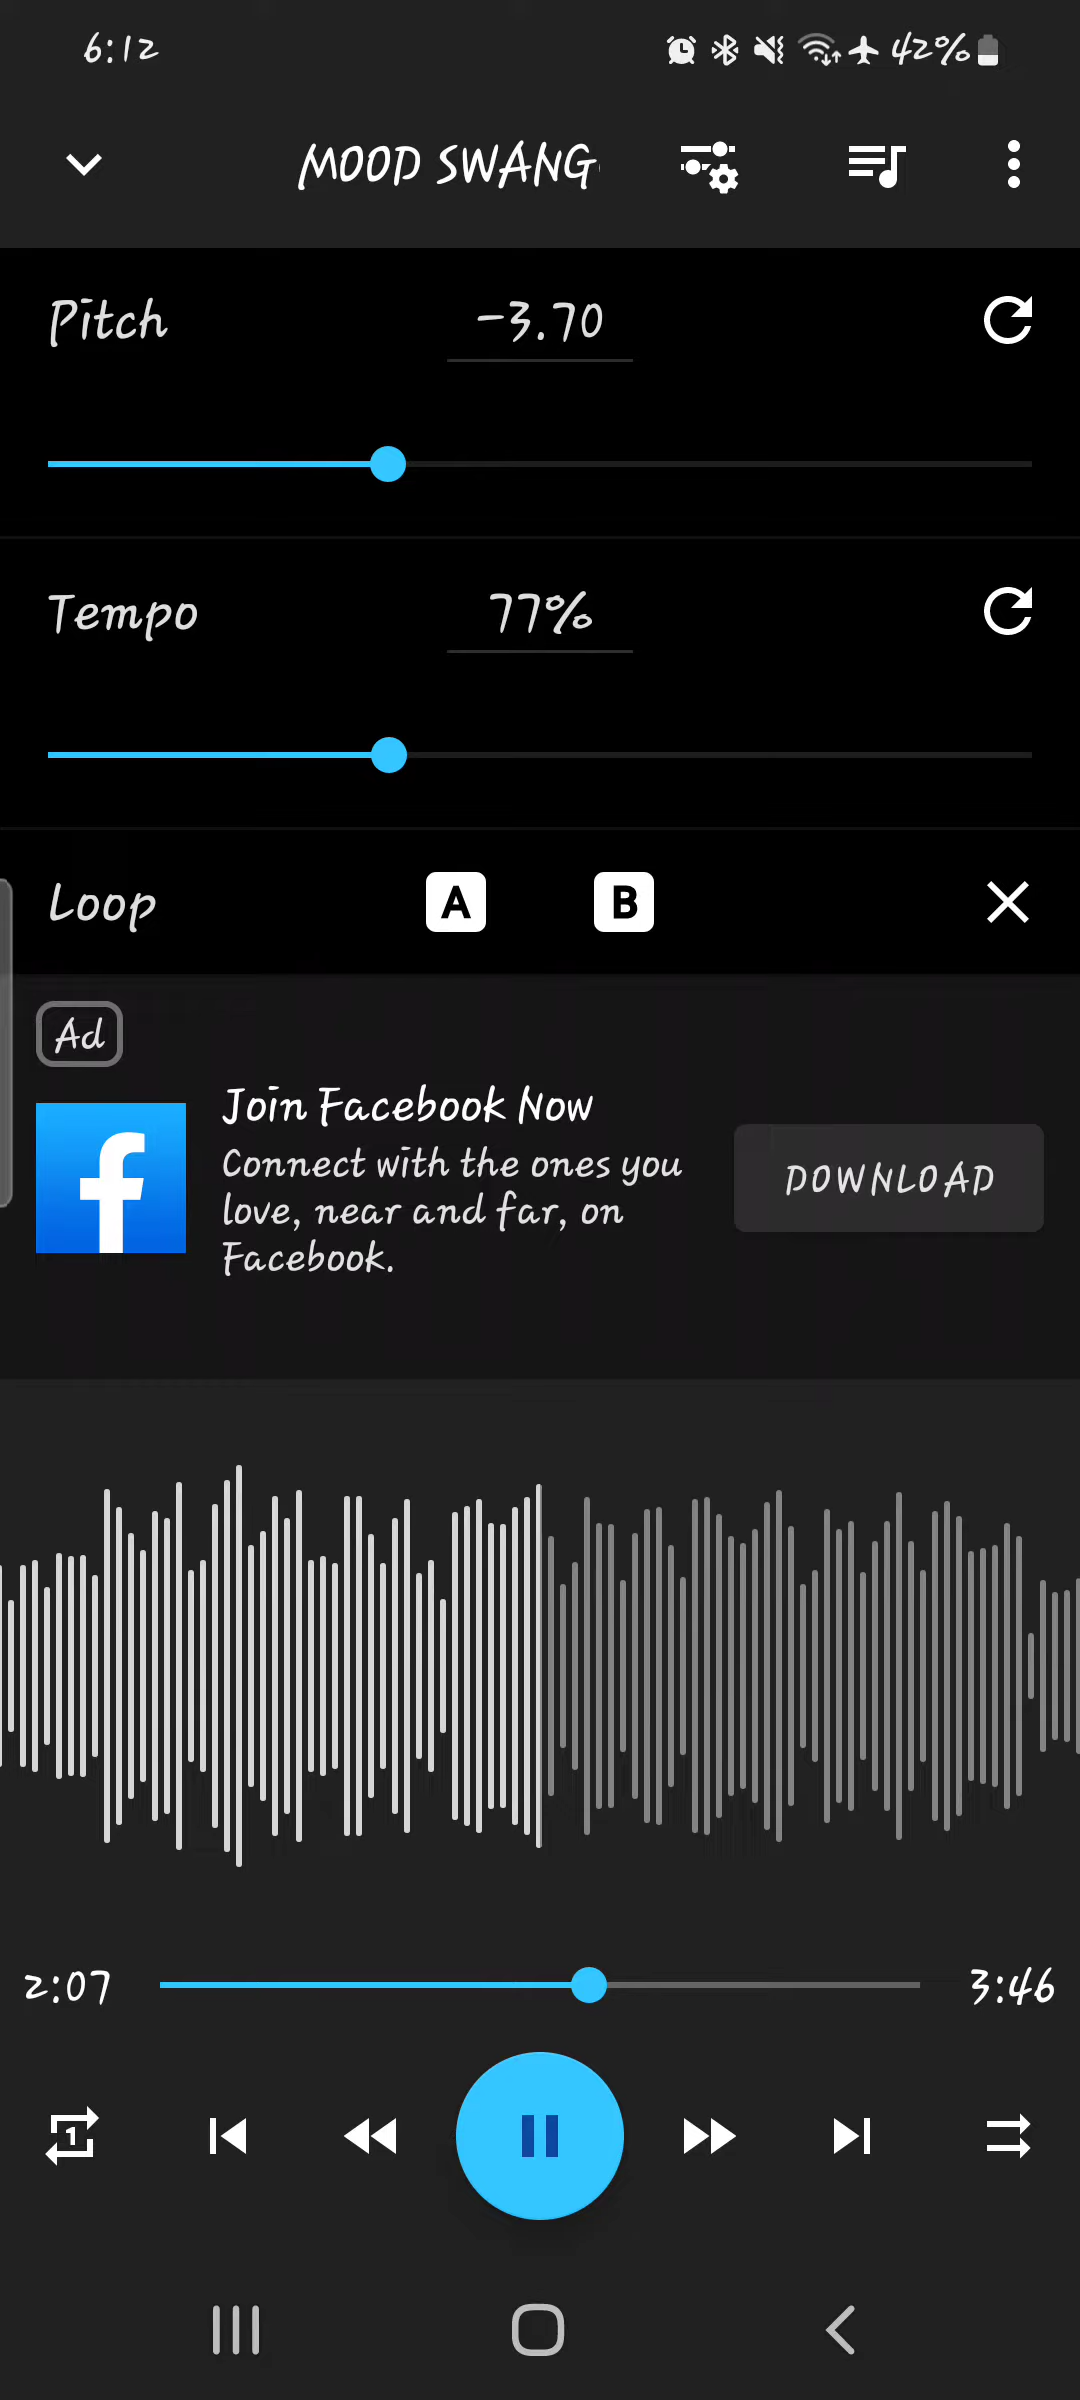 6:12
42%
MOOD SWANG
Pitch
-3.70
Tempo
77%
Loop
A
B
Ad
Join Facebook Now
Connect with the ones you
love, near and far, on
Facebook.
DOWNLOAD
2:07
3:46
1